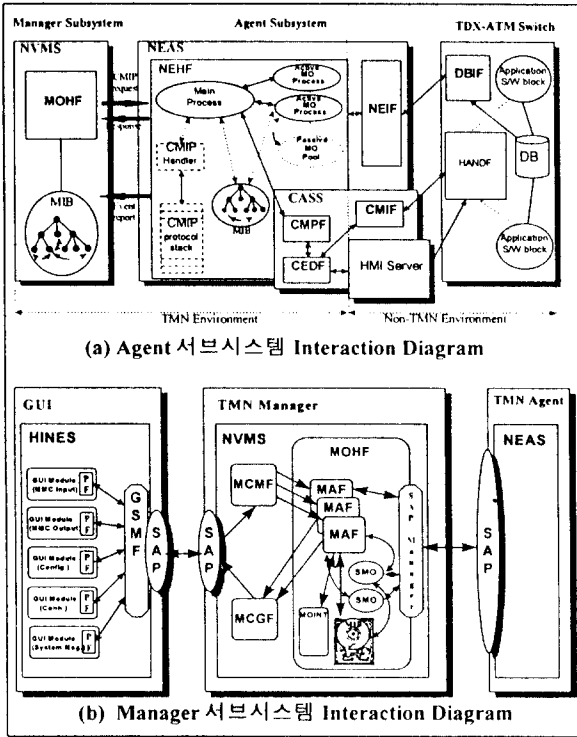 Manager Subsystem
Agent Subsystem
TDX-ATM Switch
NVMS
NEAS
MOHF
MIB
CMIP
request
response
Event
report
NEHF
Main
Process
Active
MO Process
Active
MO Process
Passive
MO
Pool
CMIP
Handler
CMIP
protocol
stack
MIB
NEIF
CASS
CMPF
CMIF
CEDF
HMI Server
DBIF
Application
S/W block
HANDF
DB
Application
S/W block
TMN Environment
Non-TMN Environment
(a) Agent 서브시스템 Interaction Diagram
GUI
TMN Manager
TMN Agent
HINES
NVMS
NEAS
GUI Module
(MMC Input)
P
F
GUI Module
(MMC Output)
P
F
GUI Module
(Config)
P
F
GUI Module
(Conn)
P
F
GUI Module
P
F
GSMF
SAP
SAP
MCMF
MCGF
MOHF
MAF
MAF
MAF
SMO
SMO
MOINT
SAP Manager
SAP
(b) Manager 서브시스템 Interaction Diagram